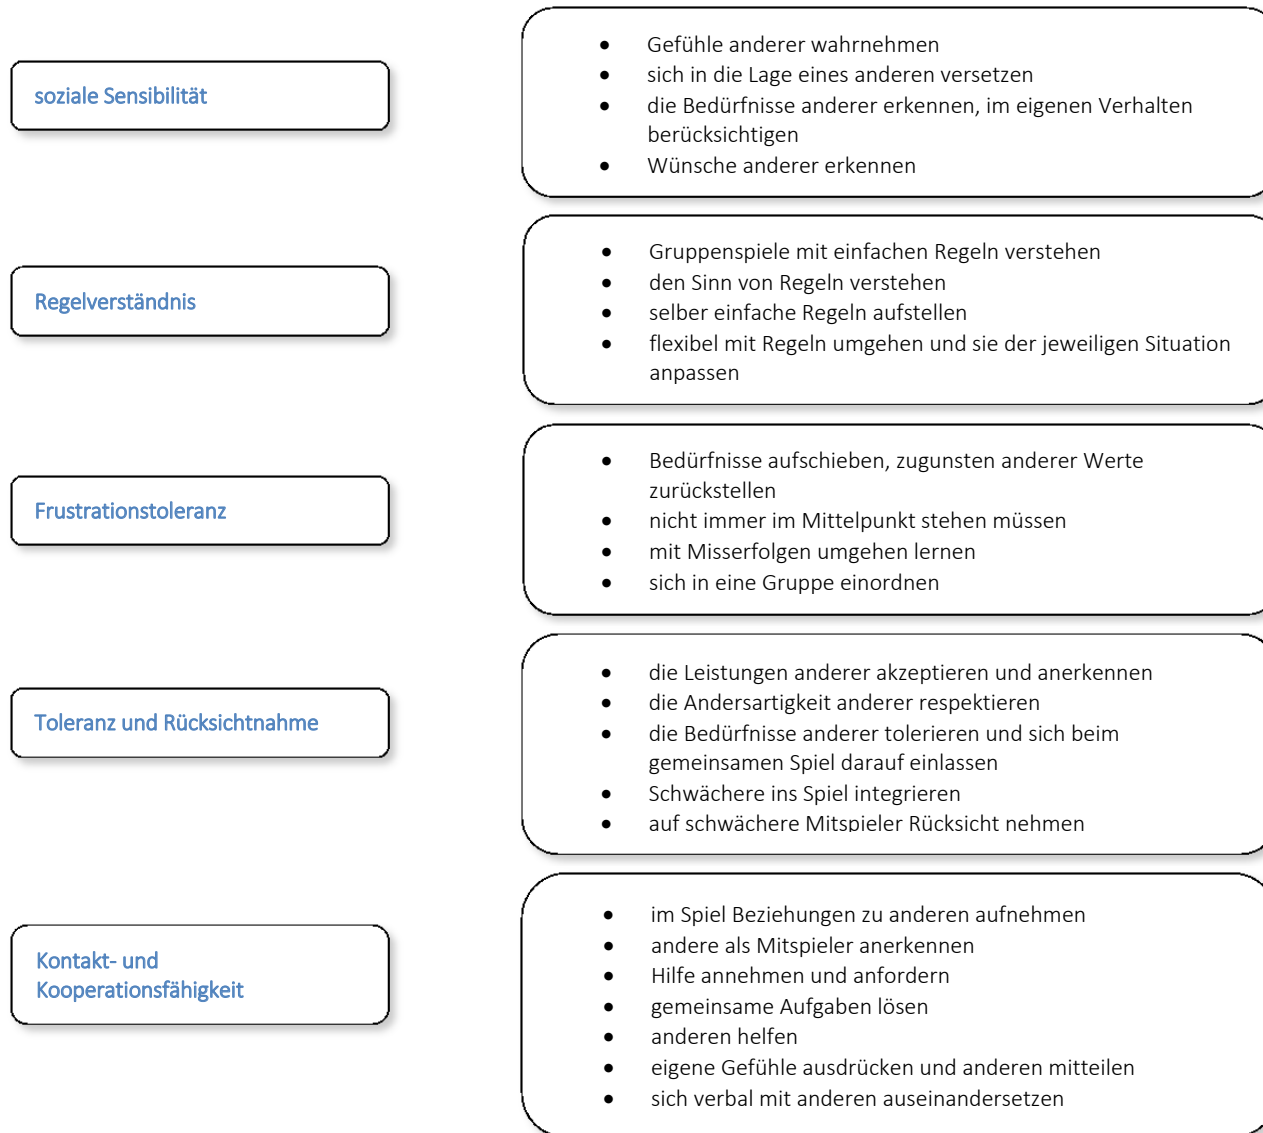 soziale Sensibilität
• Gefühle anderer wahrnehmen
• sich in die Lage eines anderen versetzen
• die Bedürfnisse anderer erkennen, im eigenen Verhalten
berücksichtigen
• Wünsche anderer erkennen
Regelverständnis
• Gruppenspiele mit einfachen Regeln verstehen
• den Sinn von Regeln verstehen
• selber einfache Regeln aufstellen
• flexibel mit Regeln umgehen und sie der jeweiligen Situation
anpassen
Frustrationstoleranz
• Bedürfnisse aufschieben, zugunsten anderer Werte
zurückstellen
• nicht immer im Mittelpunkt stehen müssen
• mit Misserfolgen umgehen lernen
• sich in eine Gruppe einordnen
Toleranz und Rücksichtnahme
• die Leistungen anderer akzeptieren und anerkennen
• die Andersartigkeit anderer respektieren
• die Bedürfnisse anderer tolerieren und sich beim
gemeinsamen Spiel darauf einlassen
• Schwächere ins Spiel integrieren
• auf schwächere Mitspieler Rücksicht nehmen
Kontakt- und
Kooperationsfähigkeit
• im Spiel Beziehungen zu anderen aufnehmen
• andere als Mitspieler anerkennen
• Hilfe annehmen und anfordern
• gemeinsame Aufgaben lösen
• anderen helfen
• eigene Gefühle ausdrücken und anderen mitteilen
• sich verbal mit anderen auseinandersetzen